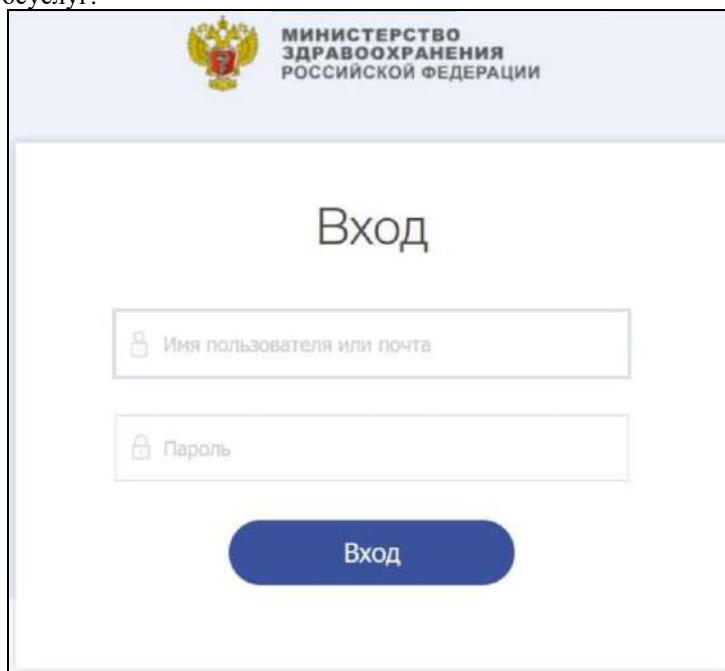 МИНИСТЕРСТВО
ЗДРАВООХРАНЕНИЯ
РОССИЙСКОЙ ФЕДЕРАЦИИ
Вход
Имя пользователя или почта
Пароль
Вход